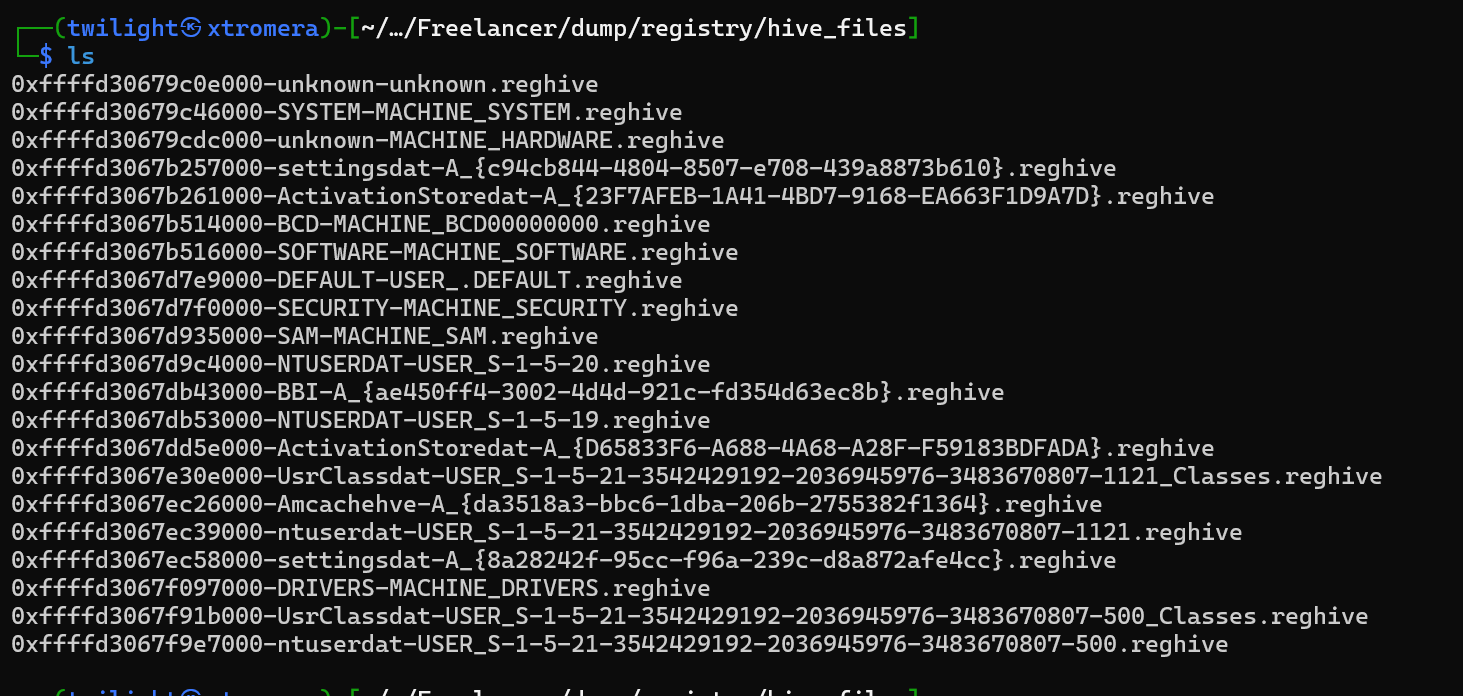 ┌──(twilight㉿xtromera)-[~/…/Freelancer/dump/registry/hive_files]
└─$ ls
0xffffd30679c0e000-unknown-unknown.reghive
0xffffd30679c46000-SYSTEM-MACHINE_SYSTEM.reghive
0xffffd30679cdc000-unknown-MACHINE_HARDWARE.reghive
0xffffd3067b257000-settingsdat-A_{c94cb844-4804-8507-e708-439a8873b610}.reghive
0xffffd3067b261000-ActivationStoredat-A_{23F7AFEB-1A41-4BD7-9168-EA663F1D9A7D}.reghive
0xffffd3067b514000-BCD-MACHINE_BCD00000000.reghive
0xffffd3067b516000-SOFTWARE-MACHINE_SOFTWARE.reghive
0xffffd3067d7e9000-DEFAULT-USER_.DEFAULT.reghive
0xffffd3067d7f0000-SECURITY-MACHINE_SECURITY.reghive
0xffffd3067d935000-SAM-MACHINE_SAM.reghive
0xffffd3067d9c4000-NTUSERDAT-USER_S-1-5-20.reghive
0xffffd3067db43000-BBI-A_{ae450ff4-3002-4d4d-921c-fd354d63ec8b}.reghive
0xffffd3067db53000-NTUSERDAT-USER_S-1-5-19.reghive
0xffffd3067dd5e000-ActivationStoredat-A_{D65833F6-A688-4A68-A28F-F59183BDFADA}.reghive
0xffffd3067e30e000-UsrClassdat-USER_S-1-5-21-3542429192-2036945976-3483670807-1121_Classes.reghive
0xffffd3067ec26000-Amcachehve-A_{da3518a3-bbc6-1dba-206b-2755382f1364}.reghive
0xffffd3067ec39000-ntuserdat-USER_S-1-5-21-3542429192-2036945976-3483670807-1121.reghive
0xffffd3067ec58000-settingsdat-A_{8a28242f-95cc-f96a-239c-d8a872afe4cc}.reghive
0xffffd3067f097000-DRIVERS-MACHINE_DRIVERS.reghive
0xffffd3067f91b000-UsrClassdat-USER_S-1-5-21-3542429192-2036945976-3483670807-500_Classes.reghive
0xffffd3067f9e7000-ntuserdat-USER_S-1-5-21-3542429192-2036945976-3483670807-500.reghive